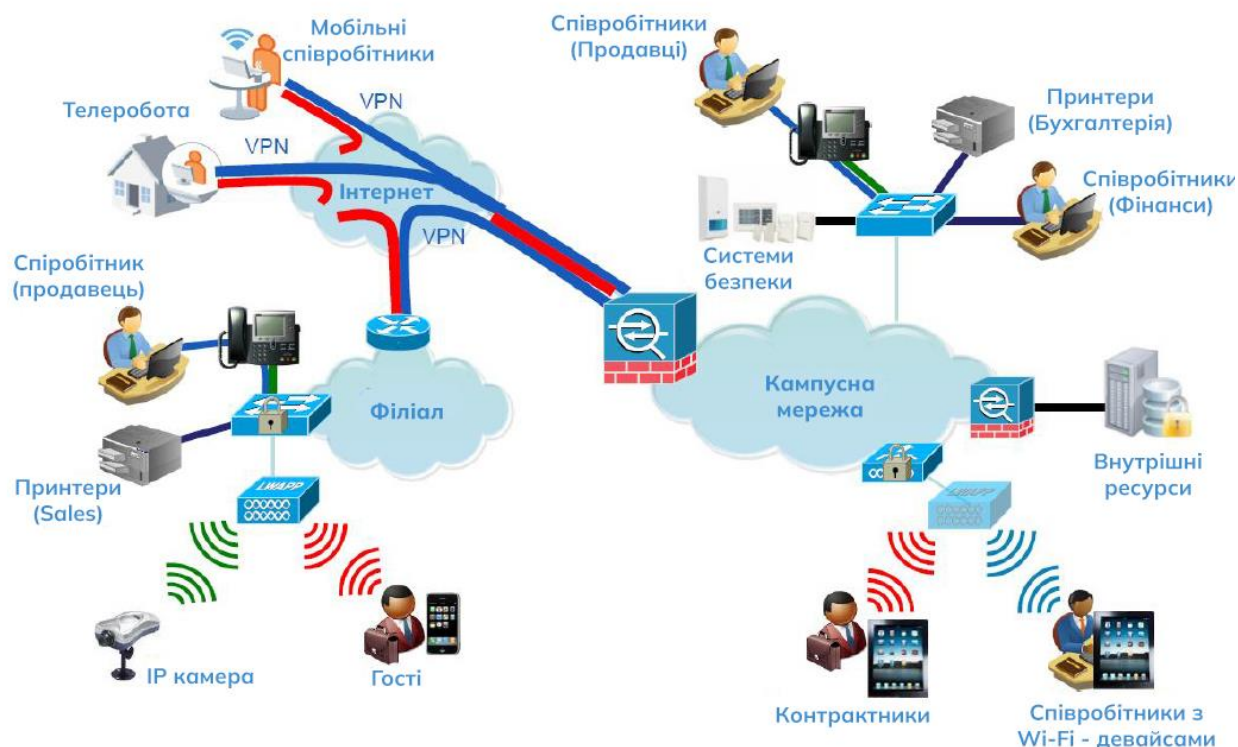 Мобільні
співробітники
VPN
Телеробота
VPN
Інтернет
VPN
Співробітники
(Продавці)
Принтери
(Бухгалтерія)
Співробітники
(Фінанси)
Системи
безпеки
Спіробітник
(продавець)
Філіал
Принтери
(Sales)
LWAPP
IP камера
Гості
Кампусна
мережа
Внутрішні
ресурси
LWAPP
Контрактники
Співробітники з
Wi-Fi - девайсами